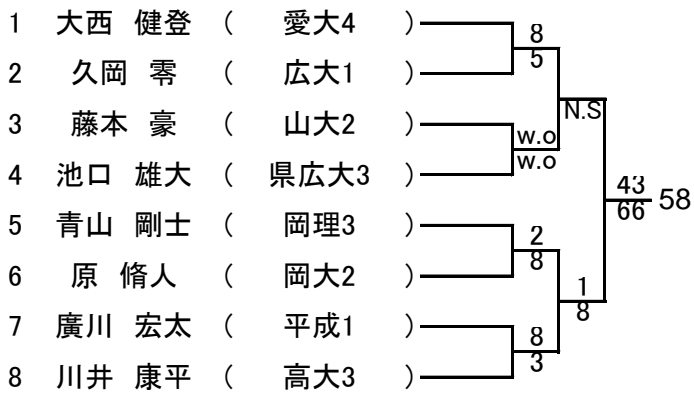 1 大西 健登 ( 愛大4 )
8
2 久岡 零 ( 広大1 )
5
N.S
3 藤本 豪 ( 山大2 )
w.o
4 池口 雄大 ( 県広大3 )
w.o
43
66
58
5 青山 剛士 ( 岡理3 )
2
6 原 脩人 ( 岡大2 )
8
1
8
7 廣川 宏太 ( 平成1 )
8
8 川井 康平 ( 高大3 )
3